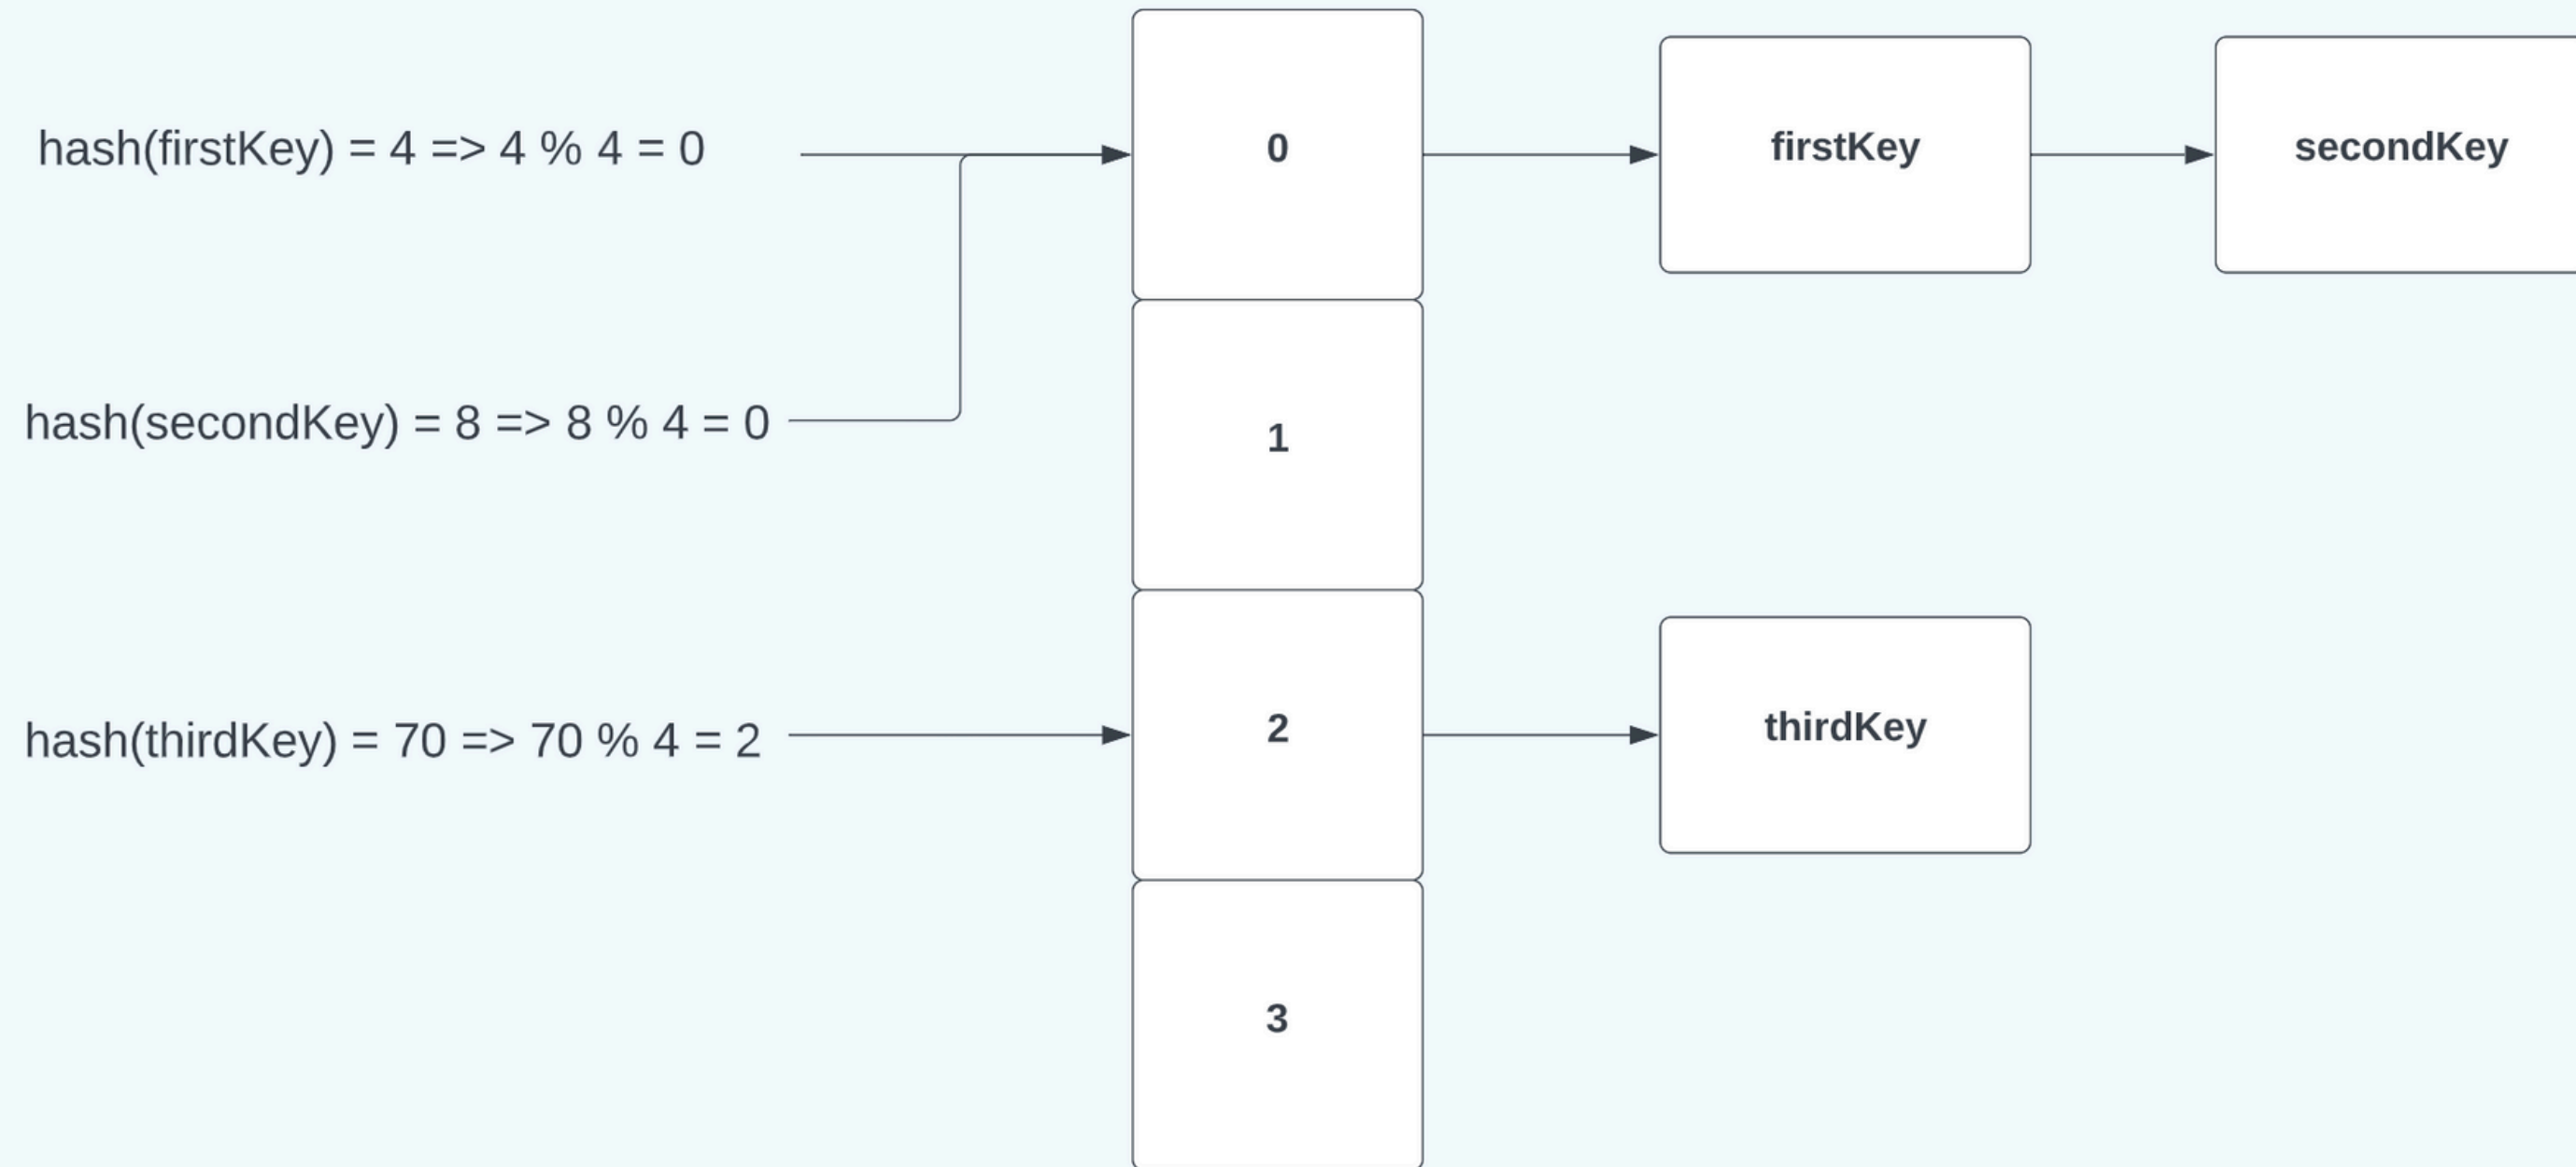 hash(firstKey) = 4 => 4 % 4 = 0
0
firstKey
secondKey
hash(secondKey) = 8 => 8 % 4 = 0
1
hash(thirdKey) = 70 => 70 % 4 = 2
2
thirdKey
3